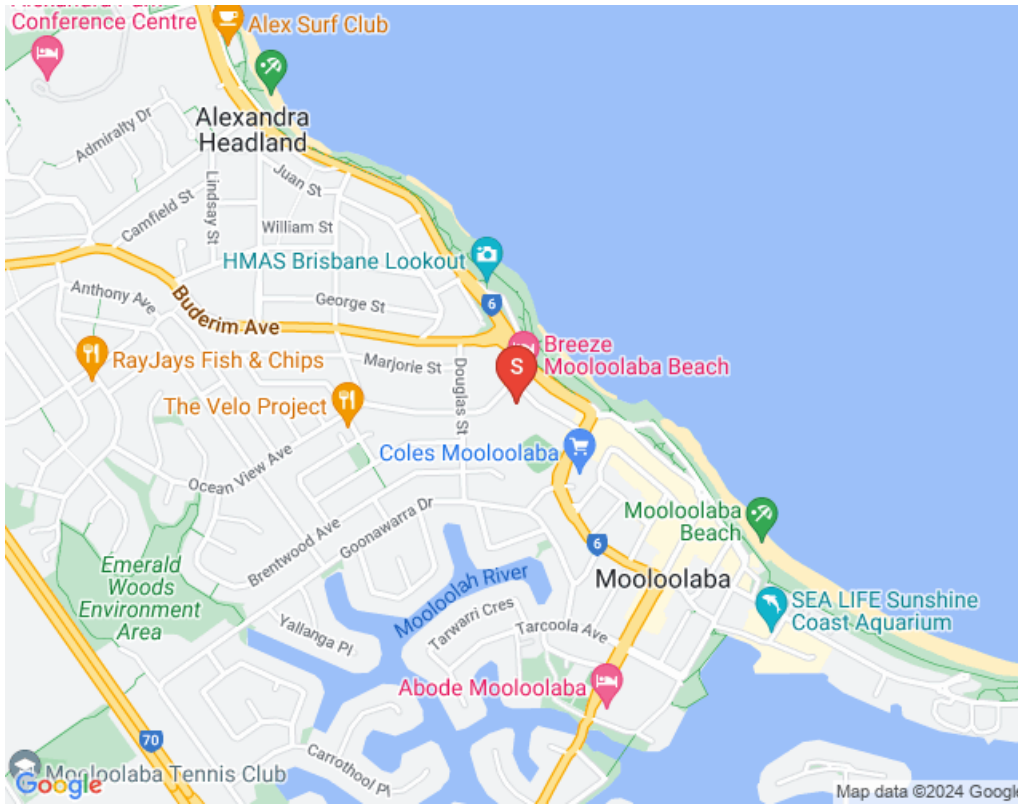 Conference Centre
Alex Surf Club
Alexandra
Headland
Admiralty Dr
Juan St
Lindsay St
Camfield St
William St
HMAS Brisbane Lookout
6
Anthony Ave
George St
Buderim Ave
Breeze
Mooloolaba Beach
S
RayJays Fish & Chips
Marjorie St
Douglas St
The Velo Project
Coles Mooloolaba
Ocean View Ave
Goonawarra Dr
Mooloolaba
Beach
Brentwood Ave
6
Emerald
Woods
Environment
Area
Mooloolah River
Mooloolaba
SEA LIFE Sunshine
Coast Aquarium
Yallanga Pl
Tarwarri Cres
Tarcoola Ave
Abode Mooloolaba
70
Carrothool Pl
Mooloolaba Tennis Club
Google
Map data ©2024 Google